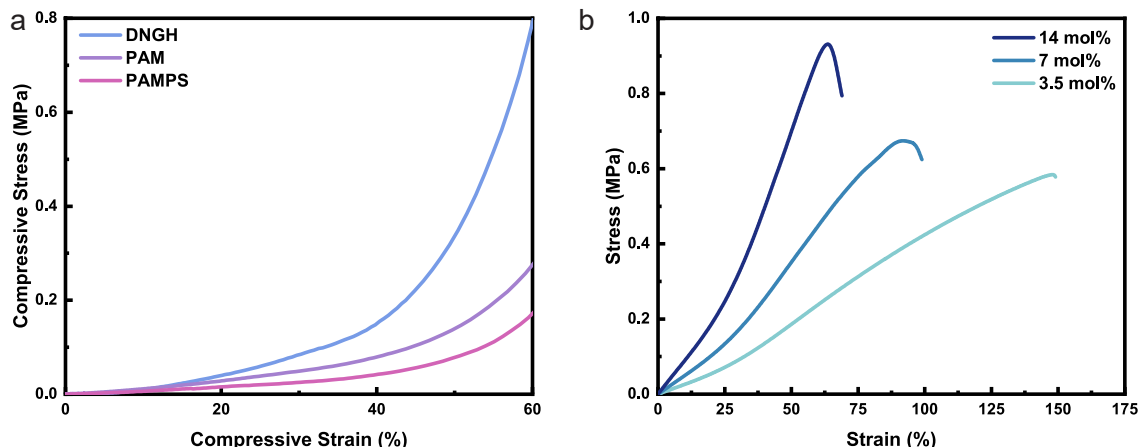 a
0.8
0.6
0.4
0.2
0.0
0
20
40
60
Compressive Stress (MPa)
Compressive Strain (%)
DNGH
PAM
PAMPS
b
1.0
0.8
0.6
0.4
0.2
0.0
0
25
50
75
100
125
150
175
Stress (MPa)
Strain (%)
14 mol%
7 mol%
3.5 mol%